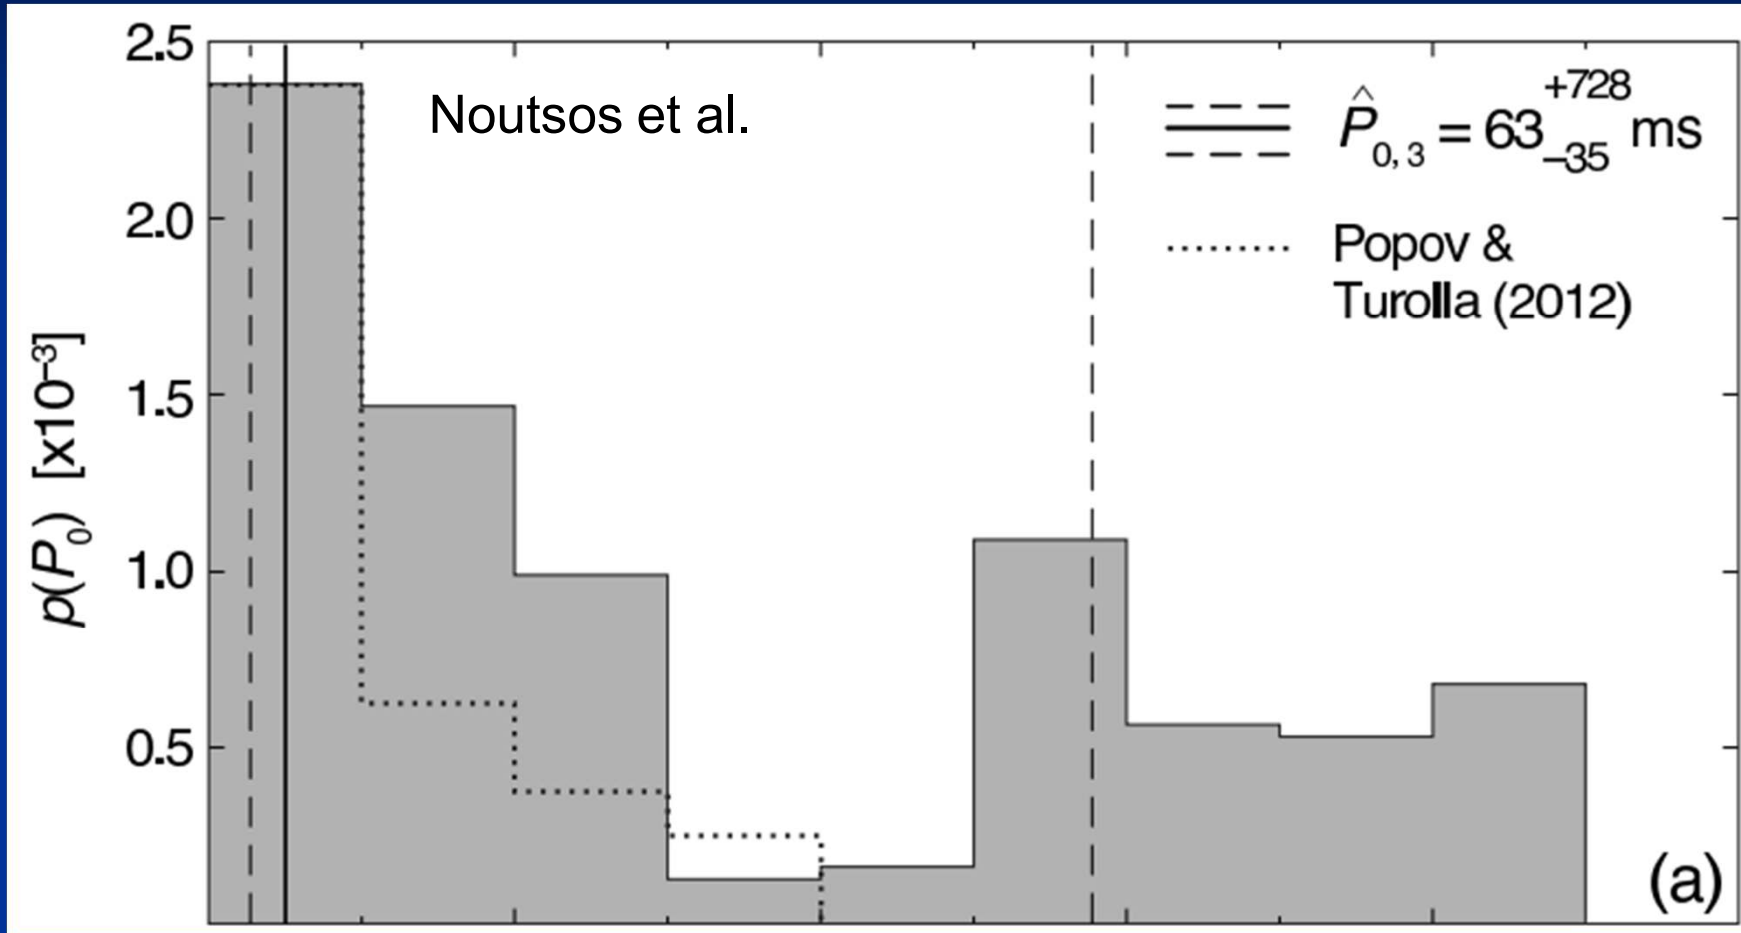 2.5
Noutsos et al.
P̂0, 3 = 63 +728 −35 ms
2.0
Popov &
Turolla (2012)
1.5
p(P0) [x10−3]
1.0
0.5
(a)